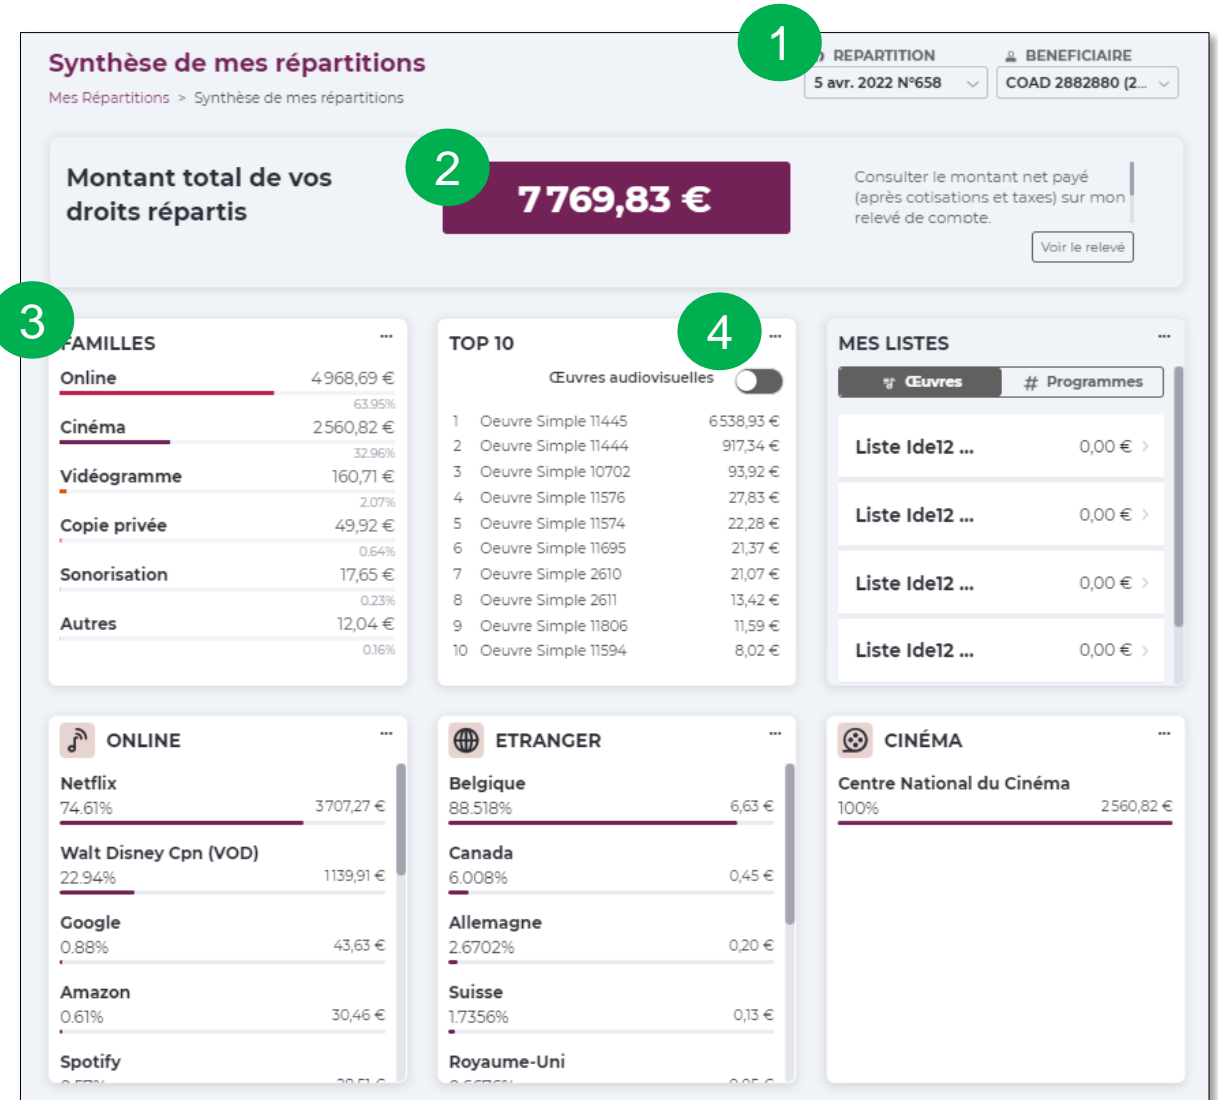 1
Synthèse de mes répartitions
Mes Répartitions > Synthèse de mes répartitions
REPARTITION
5 avr. 2022 N°658
BENEFICIAIRE
COAD 2882880 (2...
2
Montant total de vos
droits répartis
7 769,83 €
Consulter le montant net payé
(après cotisations et taxes) sur mon
relevé de compte.
Voir le relevé
3
FAMILLES ...
Online 4 968,69 €
63.95%
Cinéma 2 560,82 €
32.96%
Vidéogramme 160,71 €
2.07%
Copie privée 49,92 €
0.64%
Sonorisation 17,65 €
0.23%
Autres 12,04 €
0.16%
4
TOP 10 ...
Œuvres audiovisuelles
1 Oeuvre Simple 11445 6 538,93 €
2 Oeuvre Simple 11444 917,34 €
3 Oeuvre Simple 10702 93,92 €
4 Oeuvre Simple 11576 27,83 €
5 Oeuvre Simple 11574 22,28 €
6 Oeuvre Simple 11695 21,37 €
7 Oeuvre Simple 2610 21,07 €
8 Oeuvre Simple 2611 13,42 €
9 Oeuvre Simple 11806 11,59 €
10 Oeuvre Simple 11594 8,02 €
MES LISTES ...
Œuvres # Programmes
Liste Ide12 ... 0,00 € >
Liste Ide12 ... 0,00 € >
Liste Ide12 ... 0,00 € >
Liste Ide12 ... 0,00 € >
ONLINE ...
Netflix
74.61% 3 707,27 €
Walt Disney Cpn (VOD)
22.94% 1 139,91 €
Google
0.88% 43,63 €
Amazon
0.61% 30,46 €
Spotify
ETRANGER ...
Belgique
88.518% 6,63 €
Canada
6.008% 0,45 €
Allemagne
2.6702% 0,20 €
Suisse
1.7356% 0,13 €
Royaume-Uni
CINÉMA ...
Centre National du Cinéma
100% 2 560,82 €